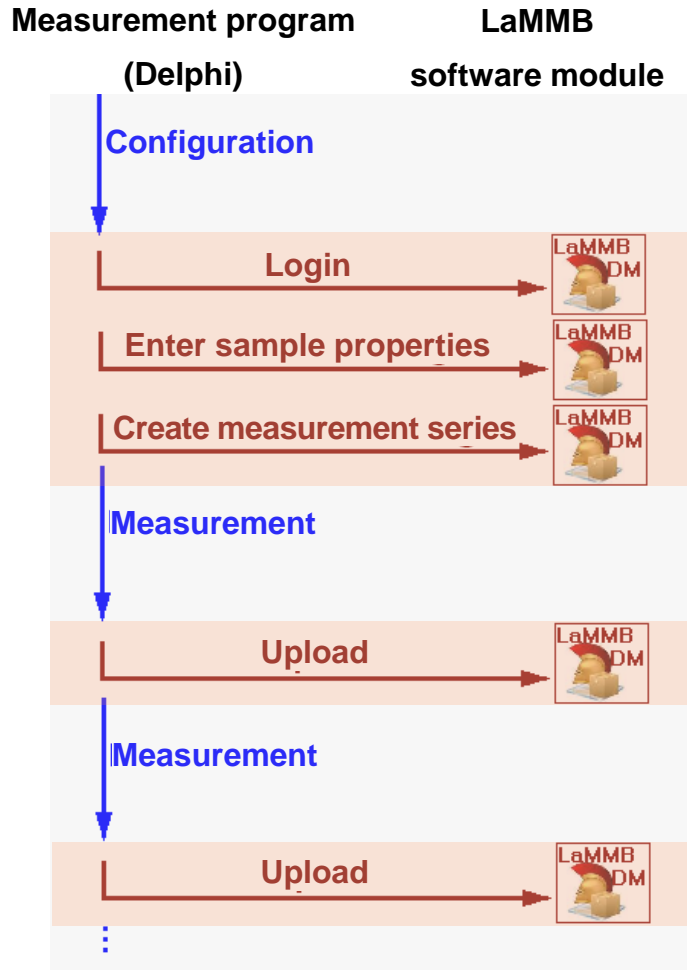 Measurement program
(Delphi)
LaMMB
software module
Configuration
Login
LaMMB
DM
Enter sample properties
LaMMB
DM
Create measurement series
LaMMB
DM
Measurement
Upload
LaMMB
DM
Measurement
Upload
LaMMB
DM